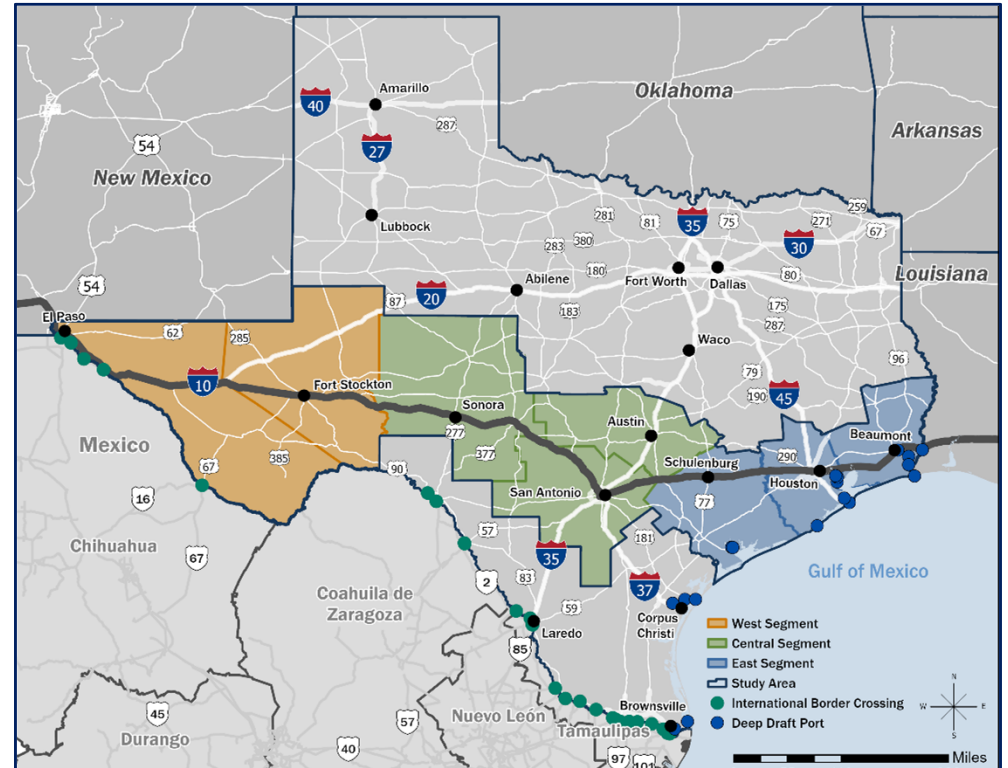 Oklahoma
Arkansas
New Mexico
Louisiana
Amarillo
40
287
27
54
Lubbock
281
81
35
75
271
259
67
30
283
380
180
Fort Worth
Dallas
80
Abilene
87
20
183
175
287
54
El Paso
62
285
Waco
96
79
190
45
10
Fort Stockton
Sonora
277
377
Austin
Beaumont
Schulenburg
290
Houston
Mexico
67
385
90
San Antonio
77
16
Chihuahua
67
57
181
35
37
Gulf of Mexico
2
83
59
Coahuila de
Zaragoza
Corpus
Christi
Laredo
85
West Segment
Central Segment
East Segment
Study Area
International Border Crossing
Deep Draft Port
Brownsville
Nuevo León
Tamaulipas
45
Durango
57
40
97
101
N
W
E
S
Miles